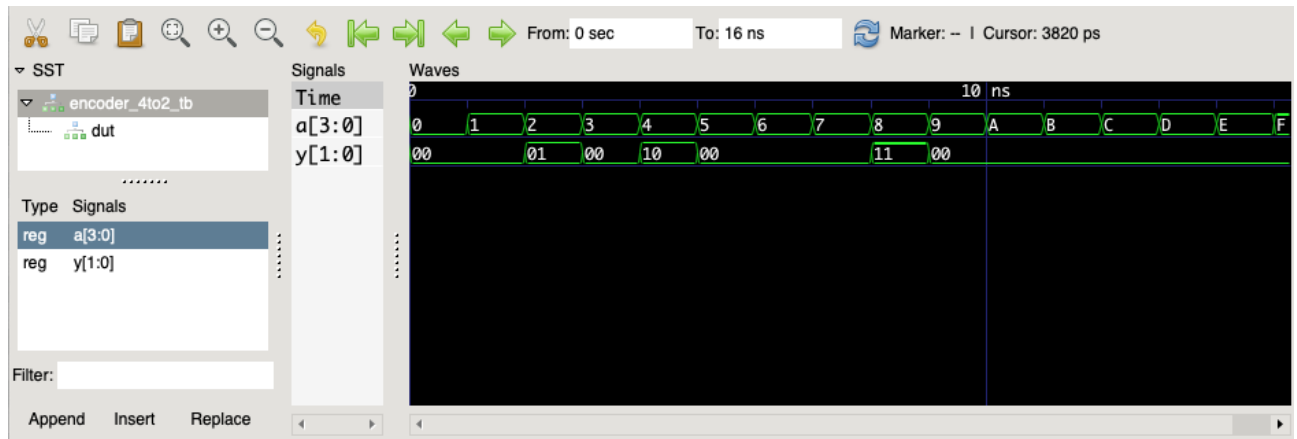 From: 0 sec To: 16 ns Marker: -- | Cursor: 3820 ps
SST
encoder_4to2_tb
dut
Type Signals
reg a[3:0]
reg y[1:0]
Filter:
Append Insert Replace
Signals
Time
a[3:0]
y[1:0]
Waves
0 10 ns
0 1 2 3 4 5 6 7 8 9 A B C D E F
00 01 00 10 00 11 00